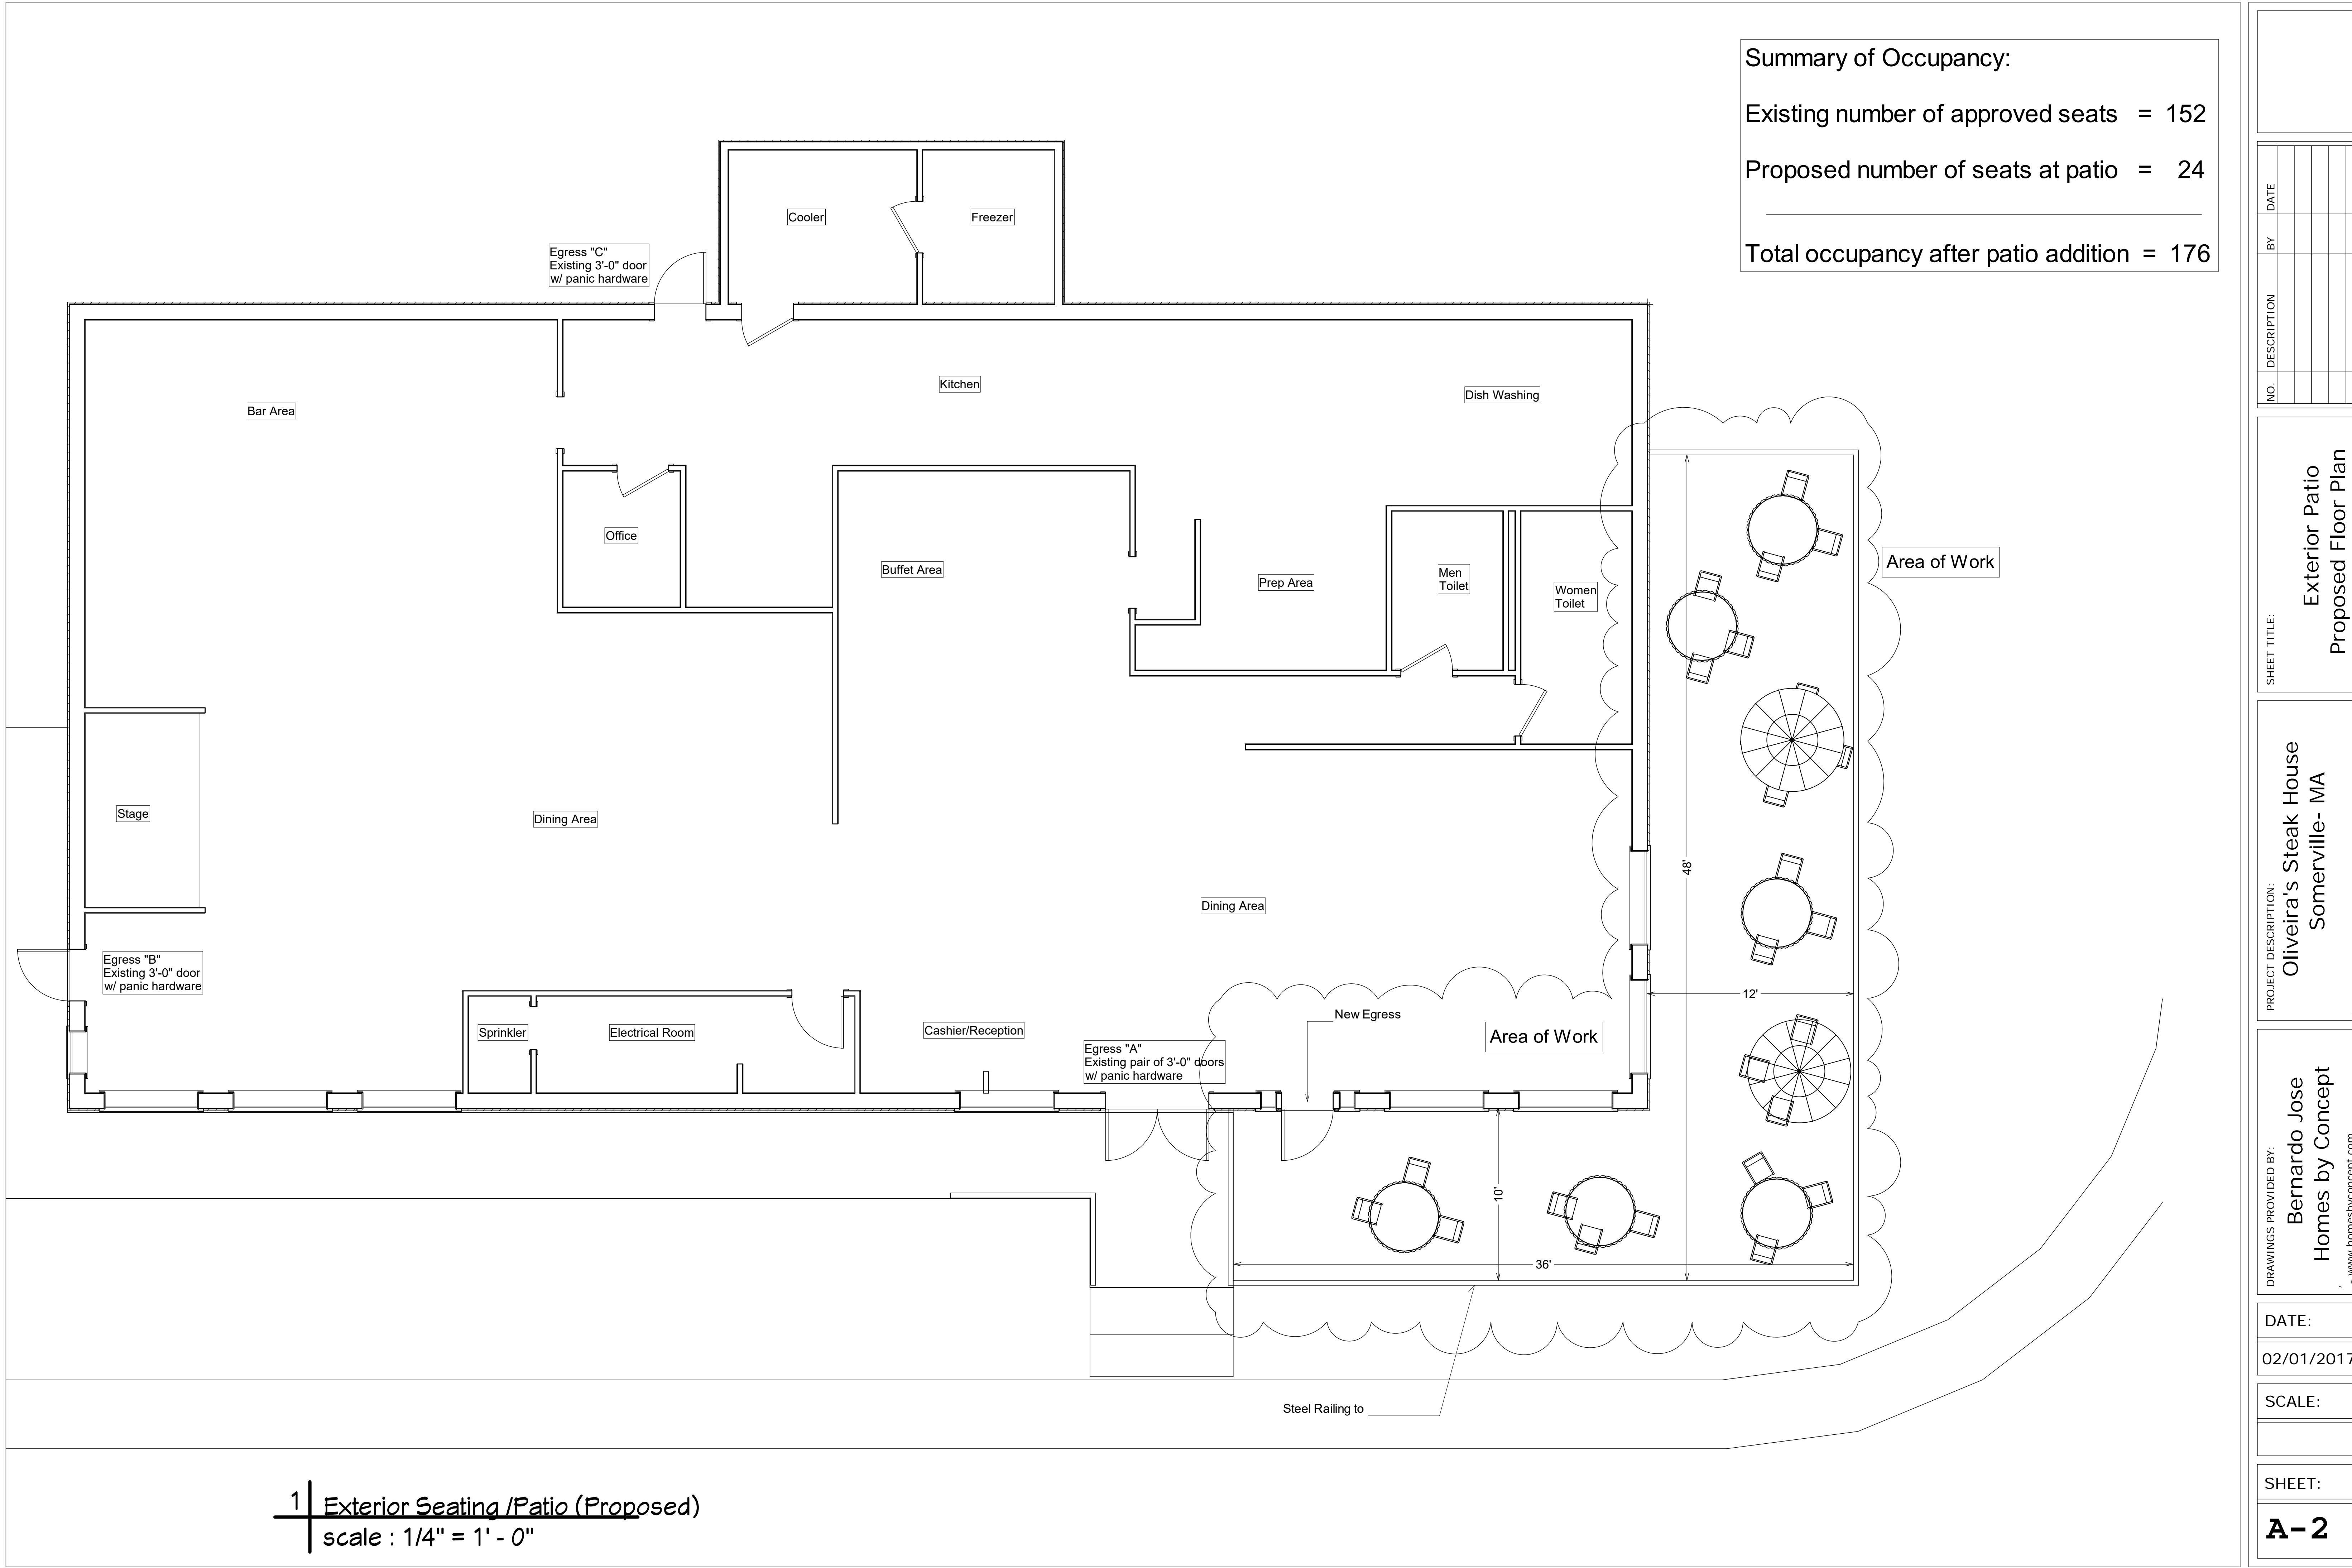 Summary of Occupancy:
Existing number of approved seats = 152
Proposed number of seats at patio = 24
Total occupancy after patio addition = 176
Cooler
Freezer
Egress "C"
Existing 3'-0" door
w/ panic hardware
Kitchen
Dish Washing
Bar Area
Office
Buffet Area
Prep Area
Men
Toilet
Women
Toilet
Area of Work
Stage
Dining Area
48'
Dining Area
Egress "B"
Existing 3'-0" door
w/ panic hardware
12'
New Egress
Sprinkler
Electrical Room
Cashier/Reception
Area of Work
Egress "A"
Existing pair of 3'-0" doors
w/ panic hardware
10'
36'
Steel Railing to
1
Exterior Seating /Patio (Proposed)
scale : 1/4" = 1' - 0"
NO.
DESCRIPTION
BY
DATE
SHEET TITLE:
Exterior Patio
Proposed Floor Plan
PROJECT DESCRIPTION:
Oliveira's Steak House
Somerville- MA
DRAWINGS PROVIDED BY:
Bernardo Jose
Homes by Concept
DATE:
02/01/2017
SCALE:
SHEET:
A-2